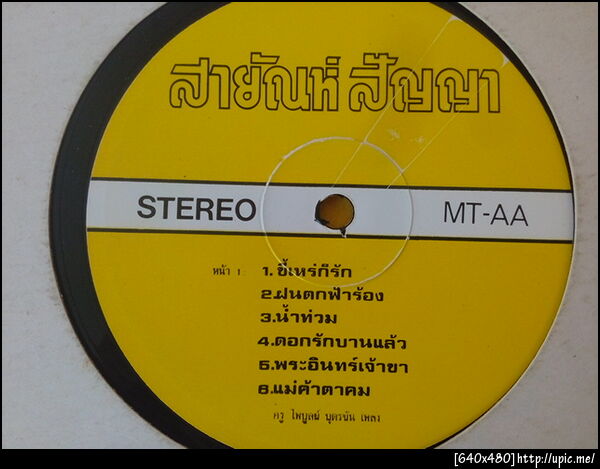 สายัณห์ สัญญา
STEREO MT-AA
หน้า 1 1. ขี้เหร่ก็รัก
2. ฝนตกฟ้าร้อง
3. น้ำท่วม
4. ดอกรักบานแล้ว
5. พระอินทร์เจ้าขา
6. แม่ค้าตาคม
ครู ไพบูลย์ บุตรขัน เพลง
[640x480] http://upic.me/